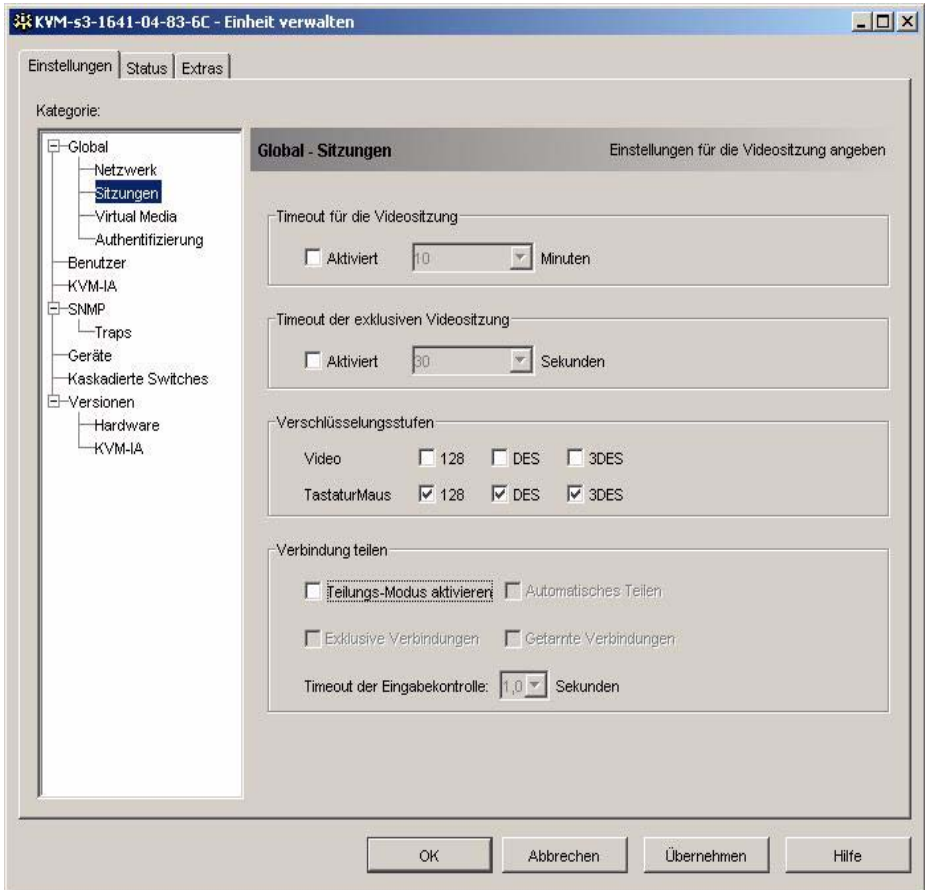 KVM-s3-1641-04-83-6C - Einheit verwalten
Einstellungen Status Extras
Kategorie:
Global
Netzwerk
Sitzungen
Virtual Media
Authentifizierung
Benutzer
KVM-IA
SNMP
Traps
Geräte
Kaskadierte Switches
Versionen
Hardware
KVM-IA
Global - Sitzungen Einstellungen für die Videositzung angeben
Timeout für die Videositzung
Aktiviert 10 Minuten
Timeout der exklusiven Videositzung
Aktiviert 30 Sekunden
Verschlüsselungsstufen
Video 128 DES 3DES
TastaturMaus 128 DES 3DES
Verbindung teilen
Teilungs-Modus aktivieren Automatisches Teilen
Exklusive Verbindungen Getarnte Verbindungen
Timeout der Eingabekontrolle: 1,0 Sekunden
OK Abbrechen Übernehmen Hilfe